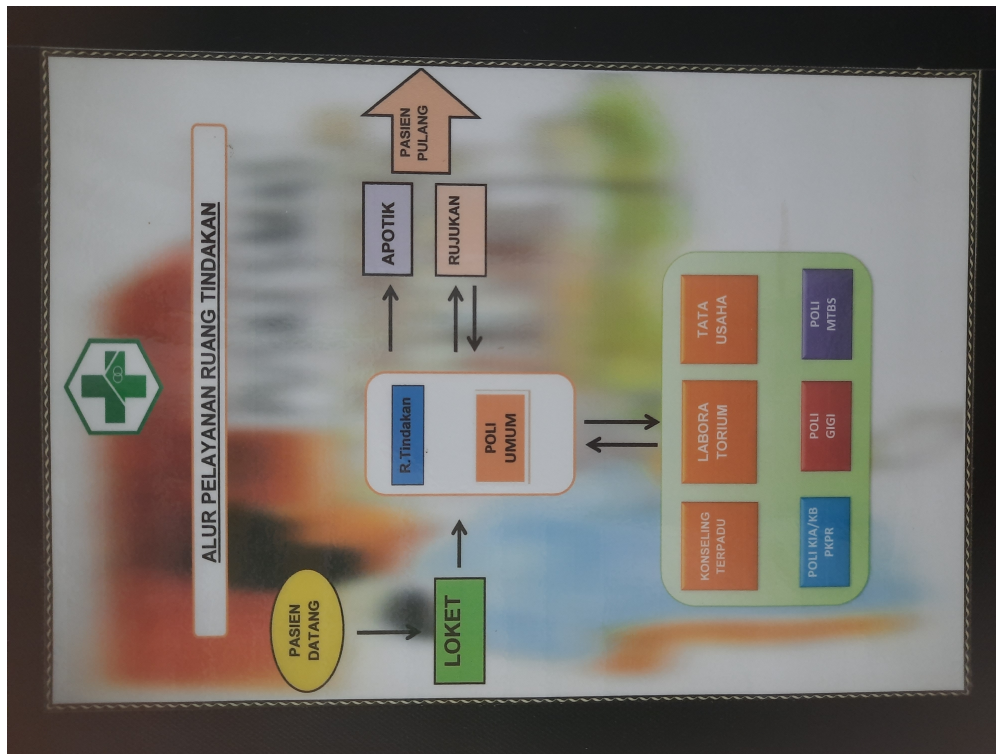 ALUR PELAYANAN RUANG TINDAKAN
PASIEN
DATANG
LOKET
R.Tindakan
POLI
UMUM
APOTIK
RUJUKAN
PASIEN
PULANG
KONSELING
TERPADU
LABORA
TORIUM
TATA
USAHA
POLI KIA/KB
PKPR
POLI
GIGI
POLI
MTBS